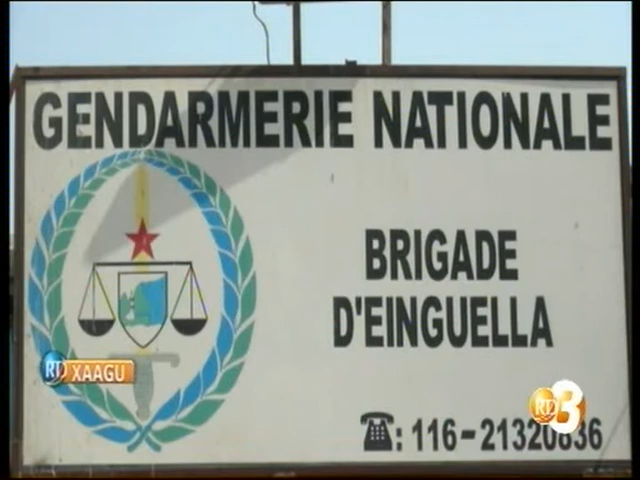 GENDARMERIE NATIONALE
BRIGADE
D'EINGUELLA
: 116-21320836
RTD XAAGU
RTD 3